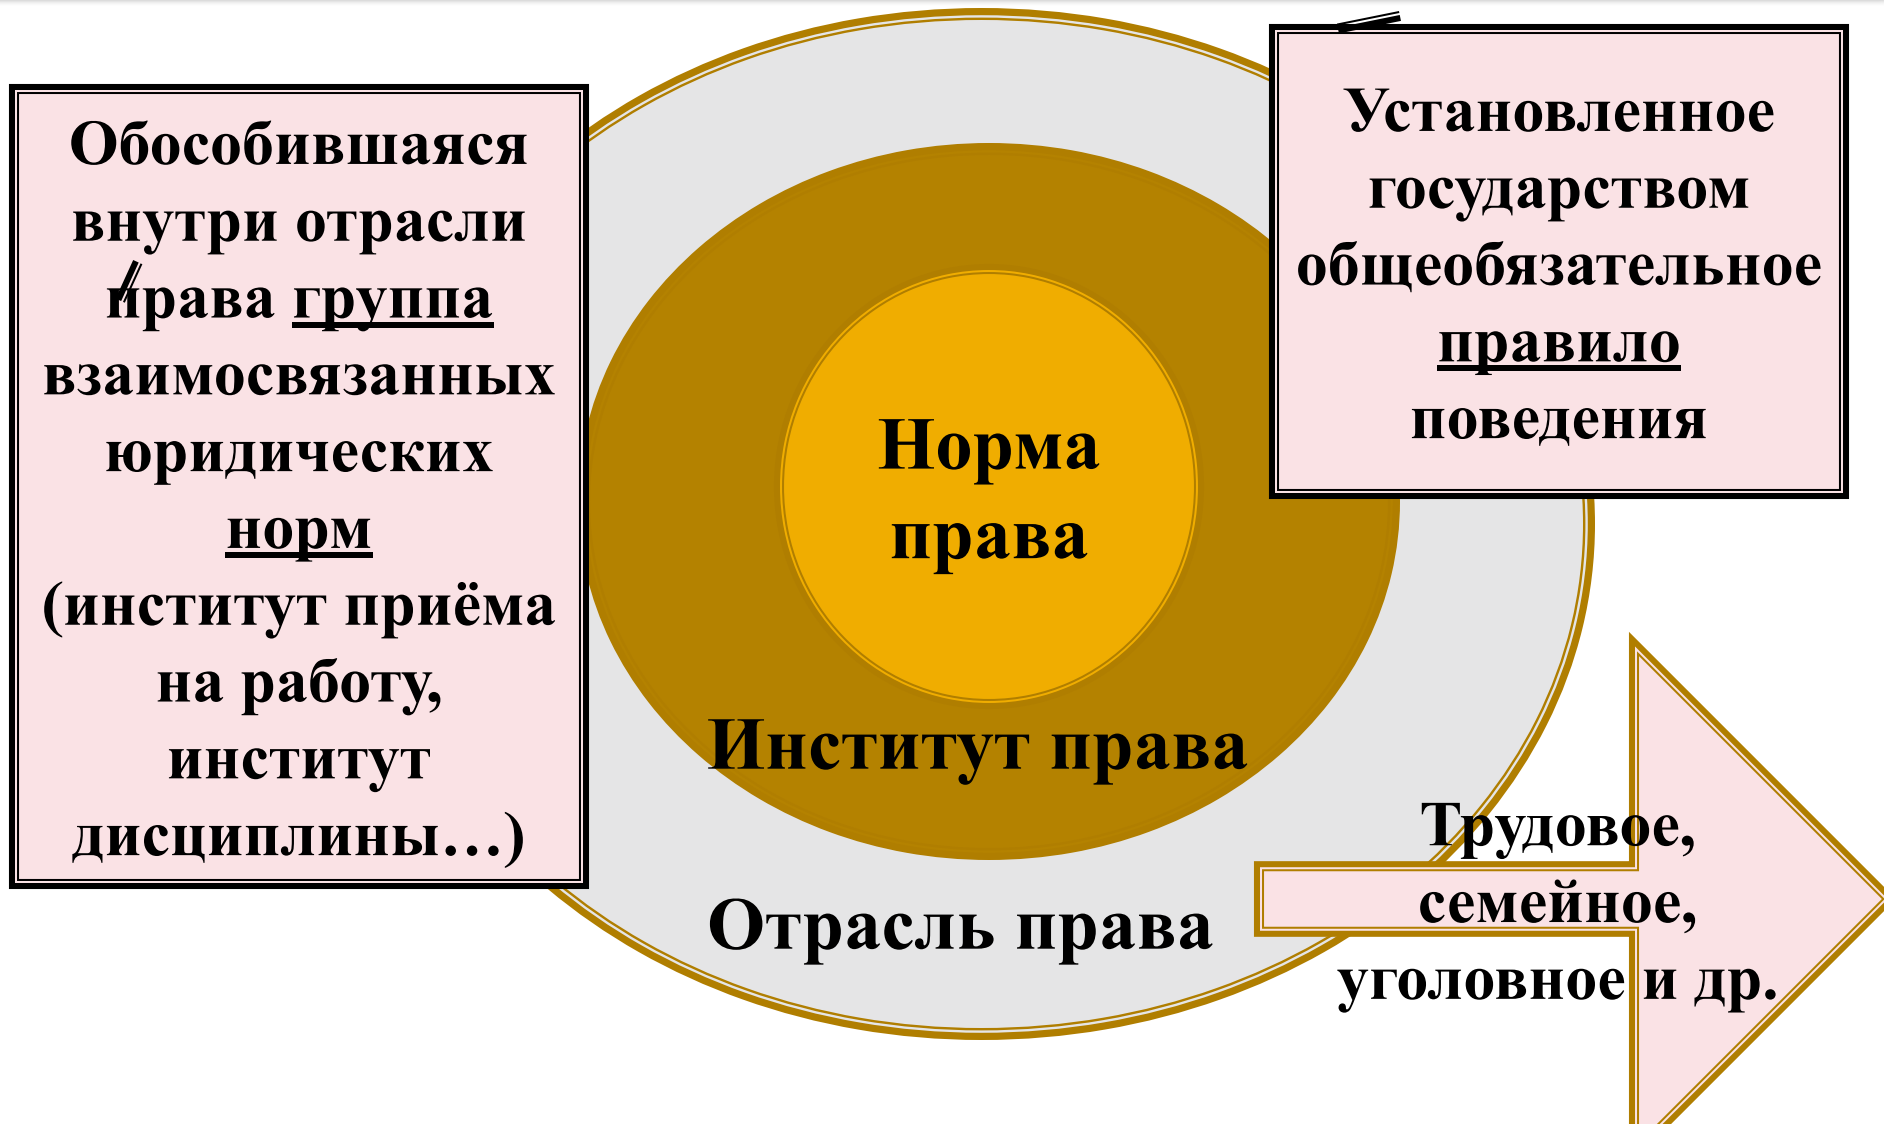 Обособившаяся
внутри отрасли
права группа
взаимосвязанных
юридических
норм
(институт приёма
на работу,
институт
дисциплины…)
Установленное
государством
общеобязательное
правило
поведения
Норма
права
Институт права
Отрасль права
Трудовое,
семейное,
уголовное и др.